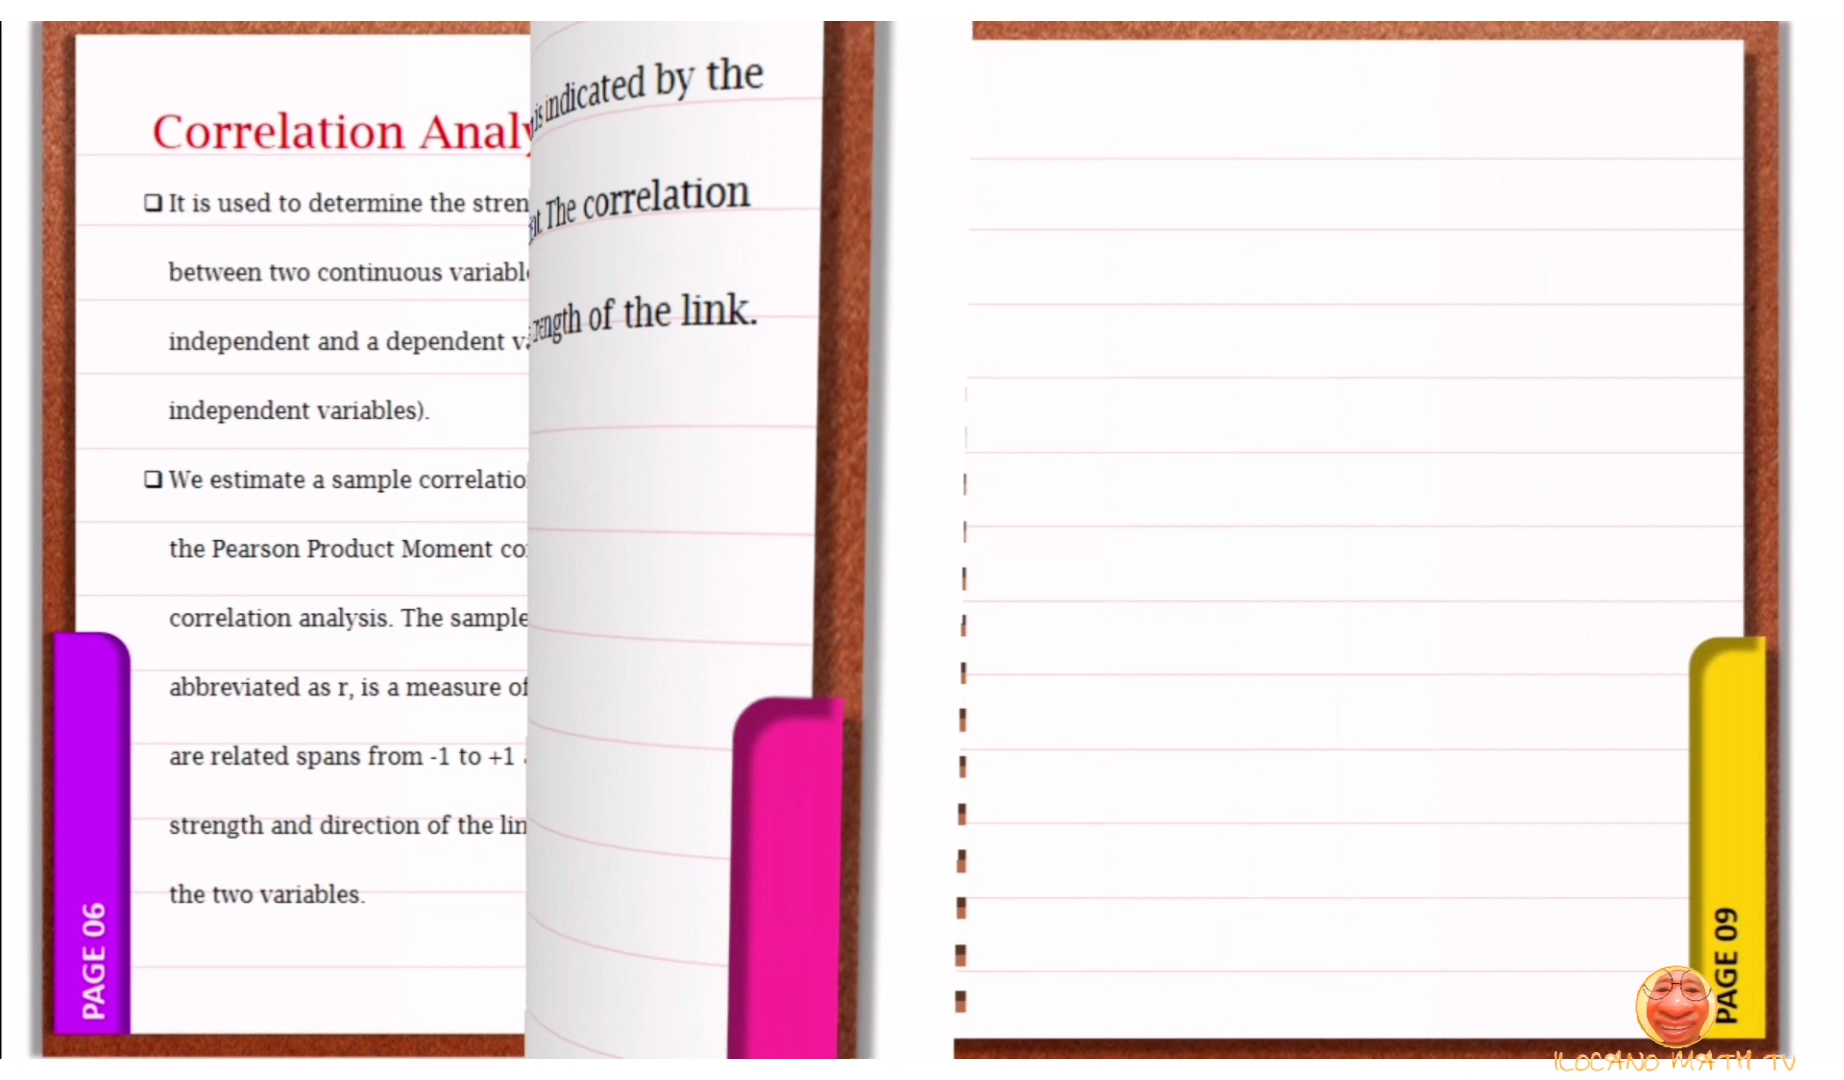 Correlation Analy
❑ It is used to determine the stren
between two continuous variabl
independent and a dependent v
independent variables).
❑ We estimate a sample correlatio
the Pearson Product Moment co
correlation analysis. The sample
abbreviated as r, is a measure of
are related spans from -1 to +1
strength and direction of the lin
the two variables.
PAGE 06
is indicated by the
The correlation
of the link.
PAGE 09
ILOCANO MATH TV